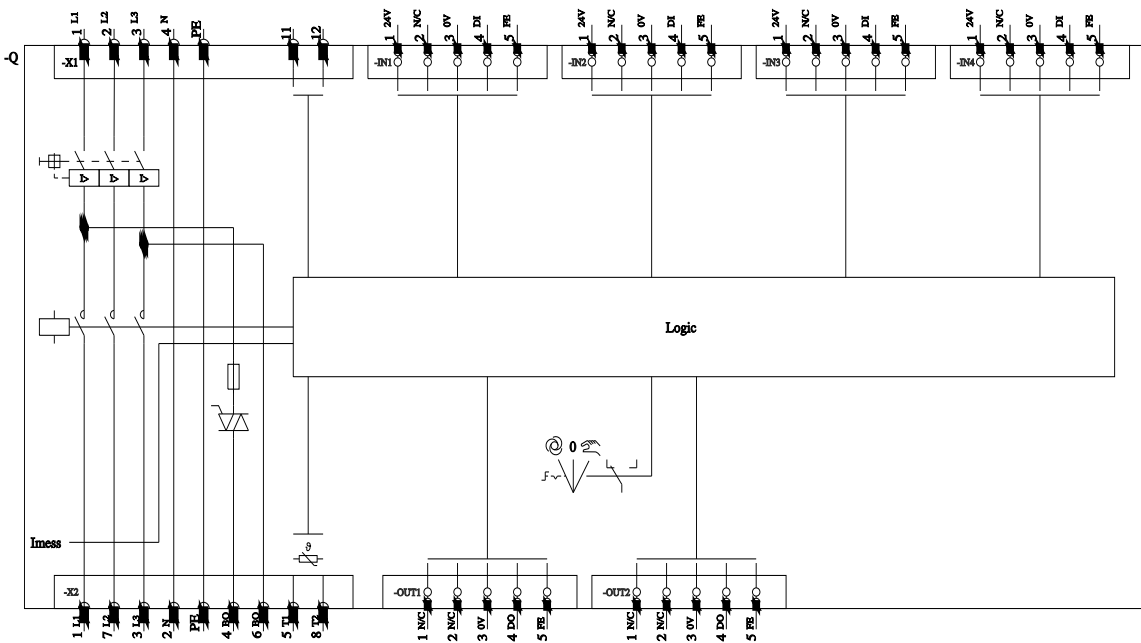 1 L1
2 L2
3 L3
4 N
PE
11
12
1 24V
2 N/C
3 0V
4 DI
5 FE
1 24V
2 N/C
3 0V
4 DI
5 FE
1 24V
2 N/C
3 0V
4 DI
5 FE
1 24V
2 N/C
3 0V
4 DI
5 FE
-Q
-X1
-IN1
-IN2
-IN3
-IN4
I>
I>
I>
Logic
0
Imess
ϑ
-X2
-OUT1
-OUT2
1 L1
7 L2
3 L3
2 N
PE
4 BO
6 BO
5 T1
8 T2
1 N/C
2 N/C
3 0V
4 DO
5 FE
1 N/C
2 N/C
3 0V
4 DO
5 FE